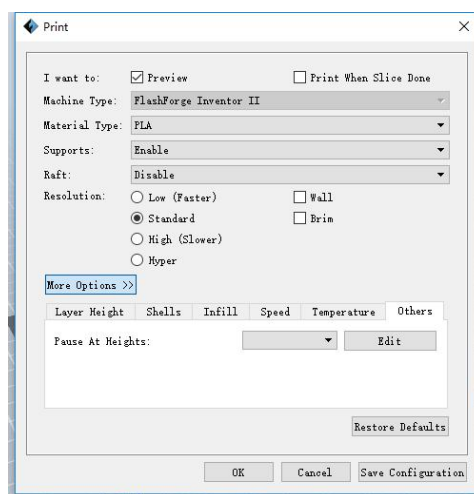 Print
I want to: Preview Print When Slice Done
Machine Type: FlashForge Inventor II
Material Type: PLA
Supports: Enable
Raft: Disable
Resolution: Low (Faster) Wall
Standard Brim
High (Slower)
Hyper
More Options >>
Layer Height Shells Infill Speed Temperature Others
Pause At Heights: Edit
Restore Defaults
OK Cancel Save Configuration